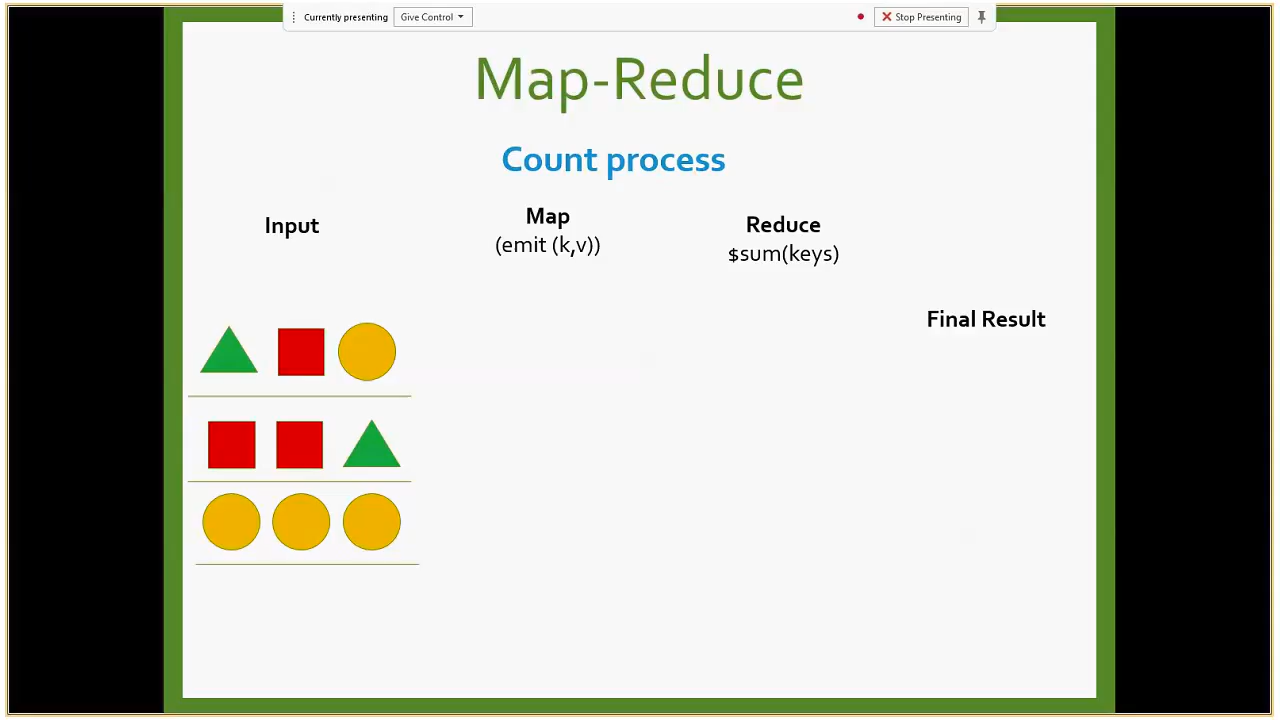 Currently presenting
Give Control
Stop Presenting
Map-Reduce
Count process
Input
Map
(emit (k,v))
Reduce
$sum(keys)
Final Result